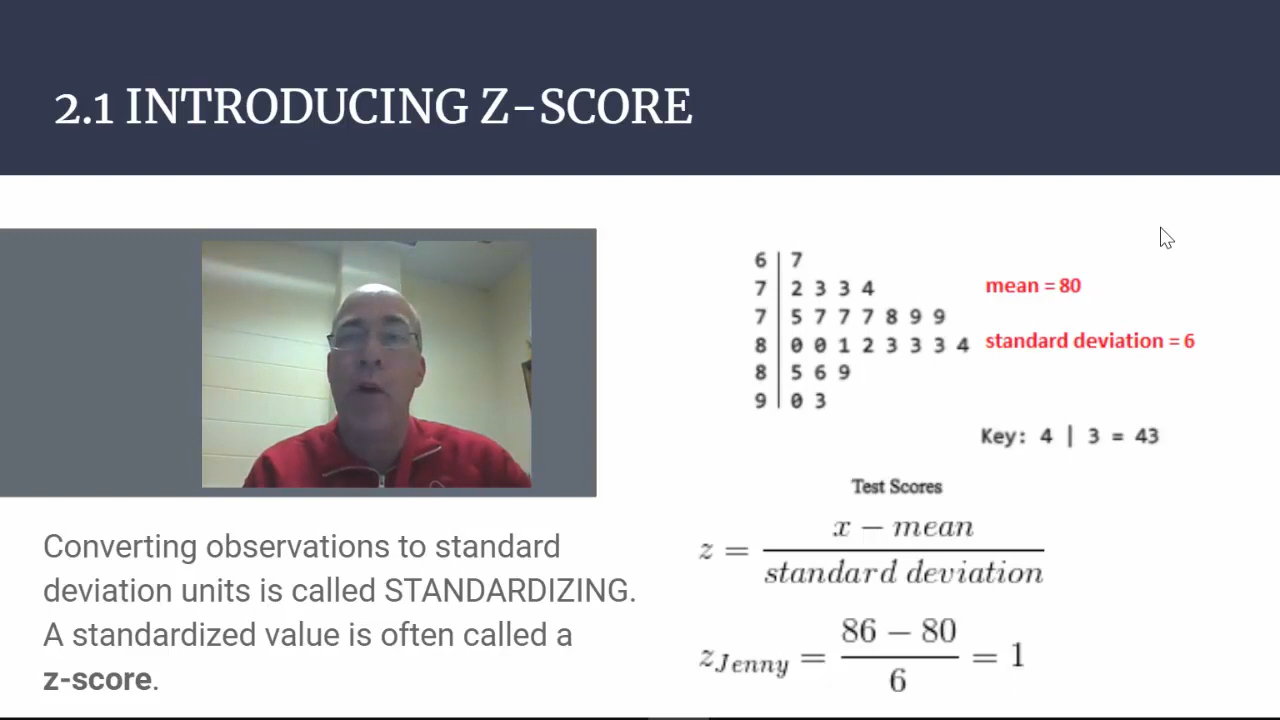 2.1 INTRODUCING Z-SCORE
6 | 7
7 | 2 3 3 4
mean = 80
7 | 5 7 7 7 8 9 9
8 | 0 0 1 2 3 3 3 4
standard deviation = 6
8 | 5 6 9
9 | 0 3
Key: 4 | 3 = 43
Test Scores
z = (x − mean) / (standard deviation)
z_Jenny = (86 − 80) / 6 = 1
Converting observations to standard
deviation units is called STANDARDIZING.
A standardized value is often called a
z-score.